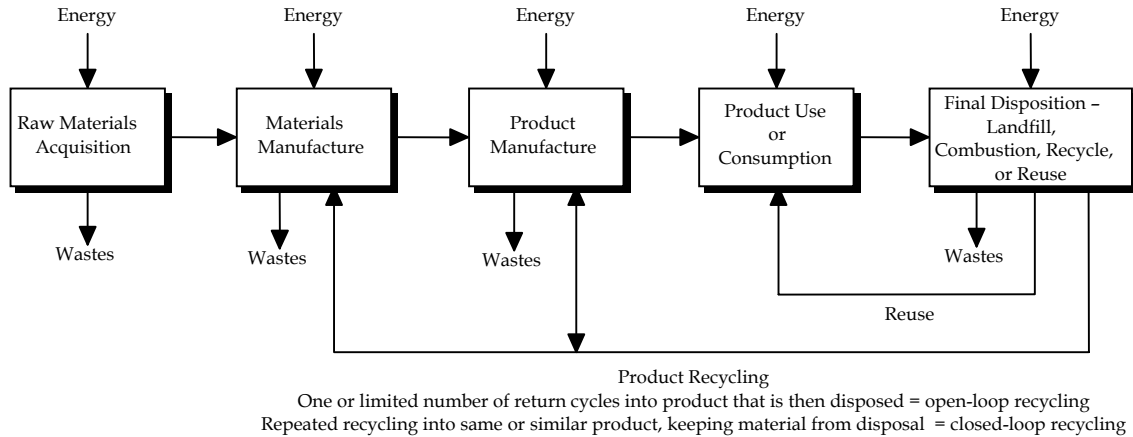 Energy
Energy
Energy
Energy
Energy
Raw Materials
Acquisition
Materials
Manufacture
Product
Manufacture
Product Use
or
Consumption
Final Disposition –
Landfill,
Combustion, Recycle,
or Reuse
Wastes
Wastes
Wastes
Wastes
Reuse
Product Recycling
One or limited number of return cycles into product that is then disposed = open-loop recycling
Repeated recycling into same or similar product, keeping material from disposal = closed-loop recycling